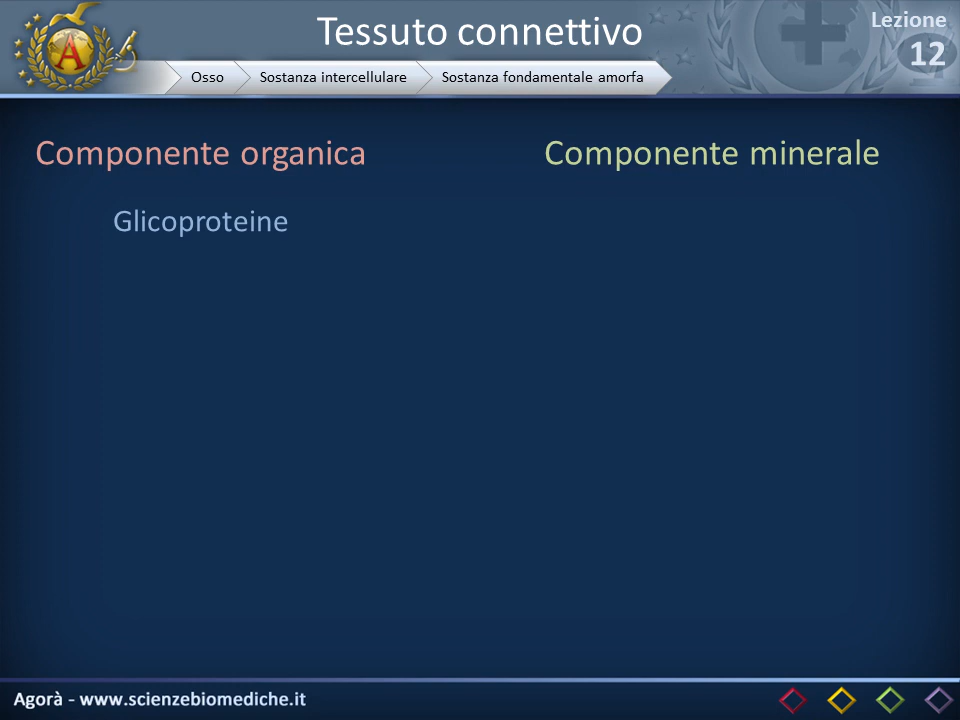 Tessuto connettivo
Lezione
12
Osso
Sostanza intercellulare
Sostanza fondamentale amorfa
Componente organica
Componente minerale
Glicoproteine
Agorà - www.scienzebiomediche.it